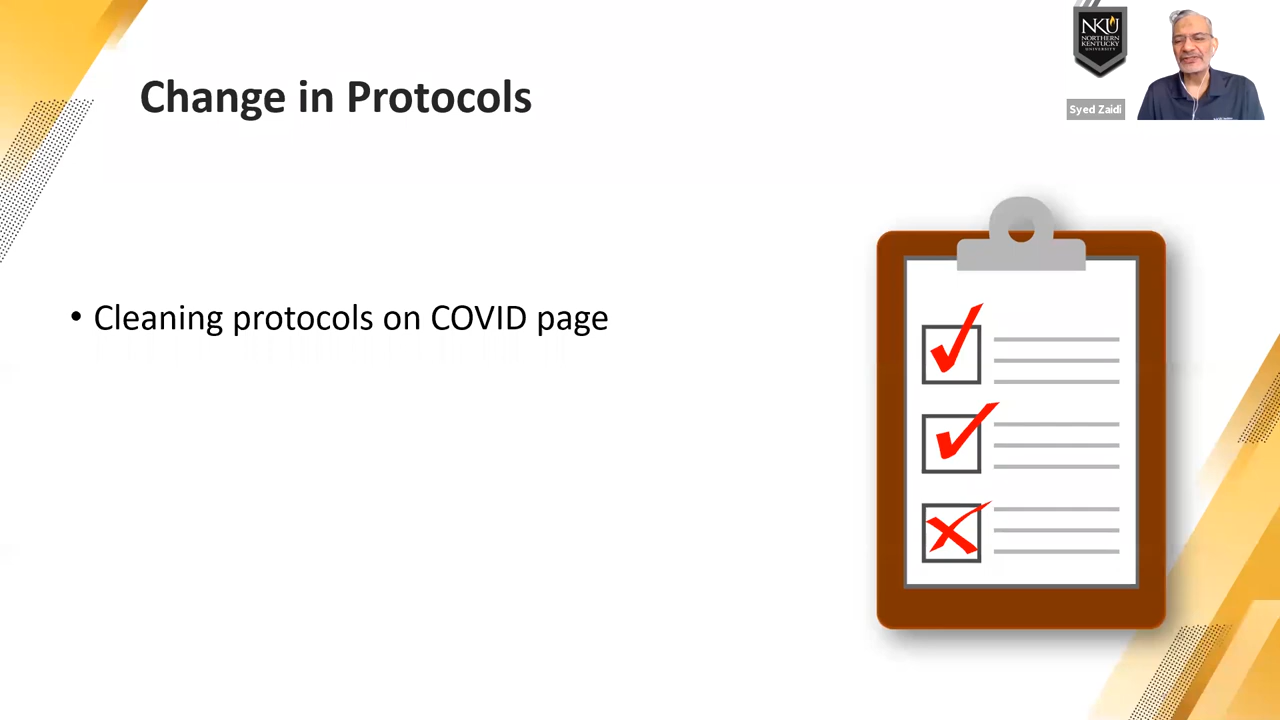 Change in Protocols
NKU
NORTHERN
KENTUCKY
UNIVERSITY
Syed Zaidi
• Cleaning protocols on COVID page